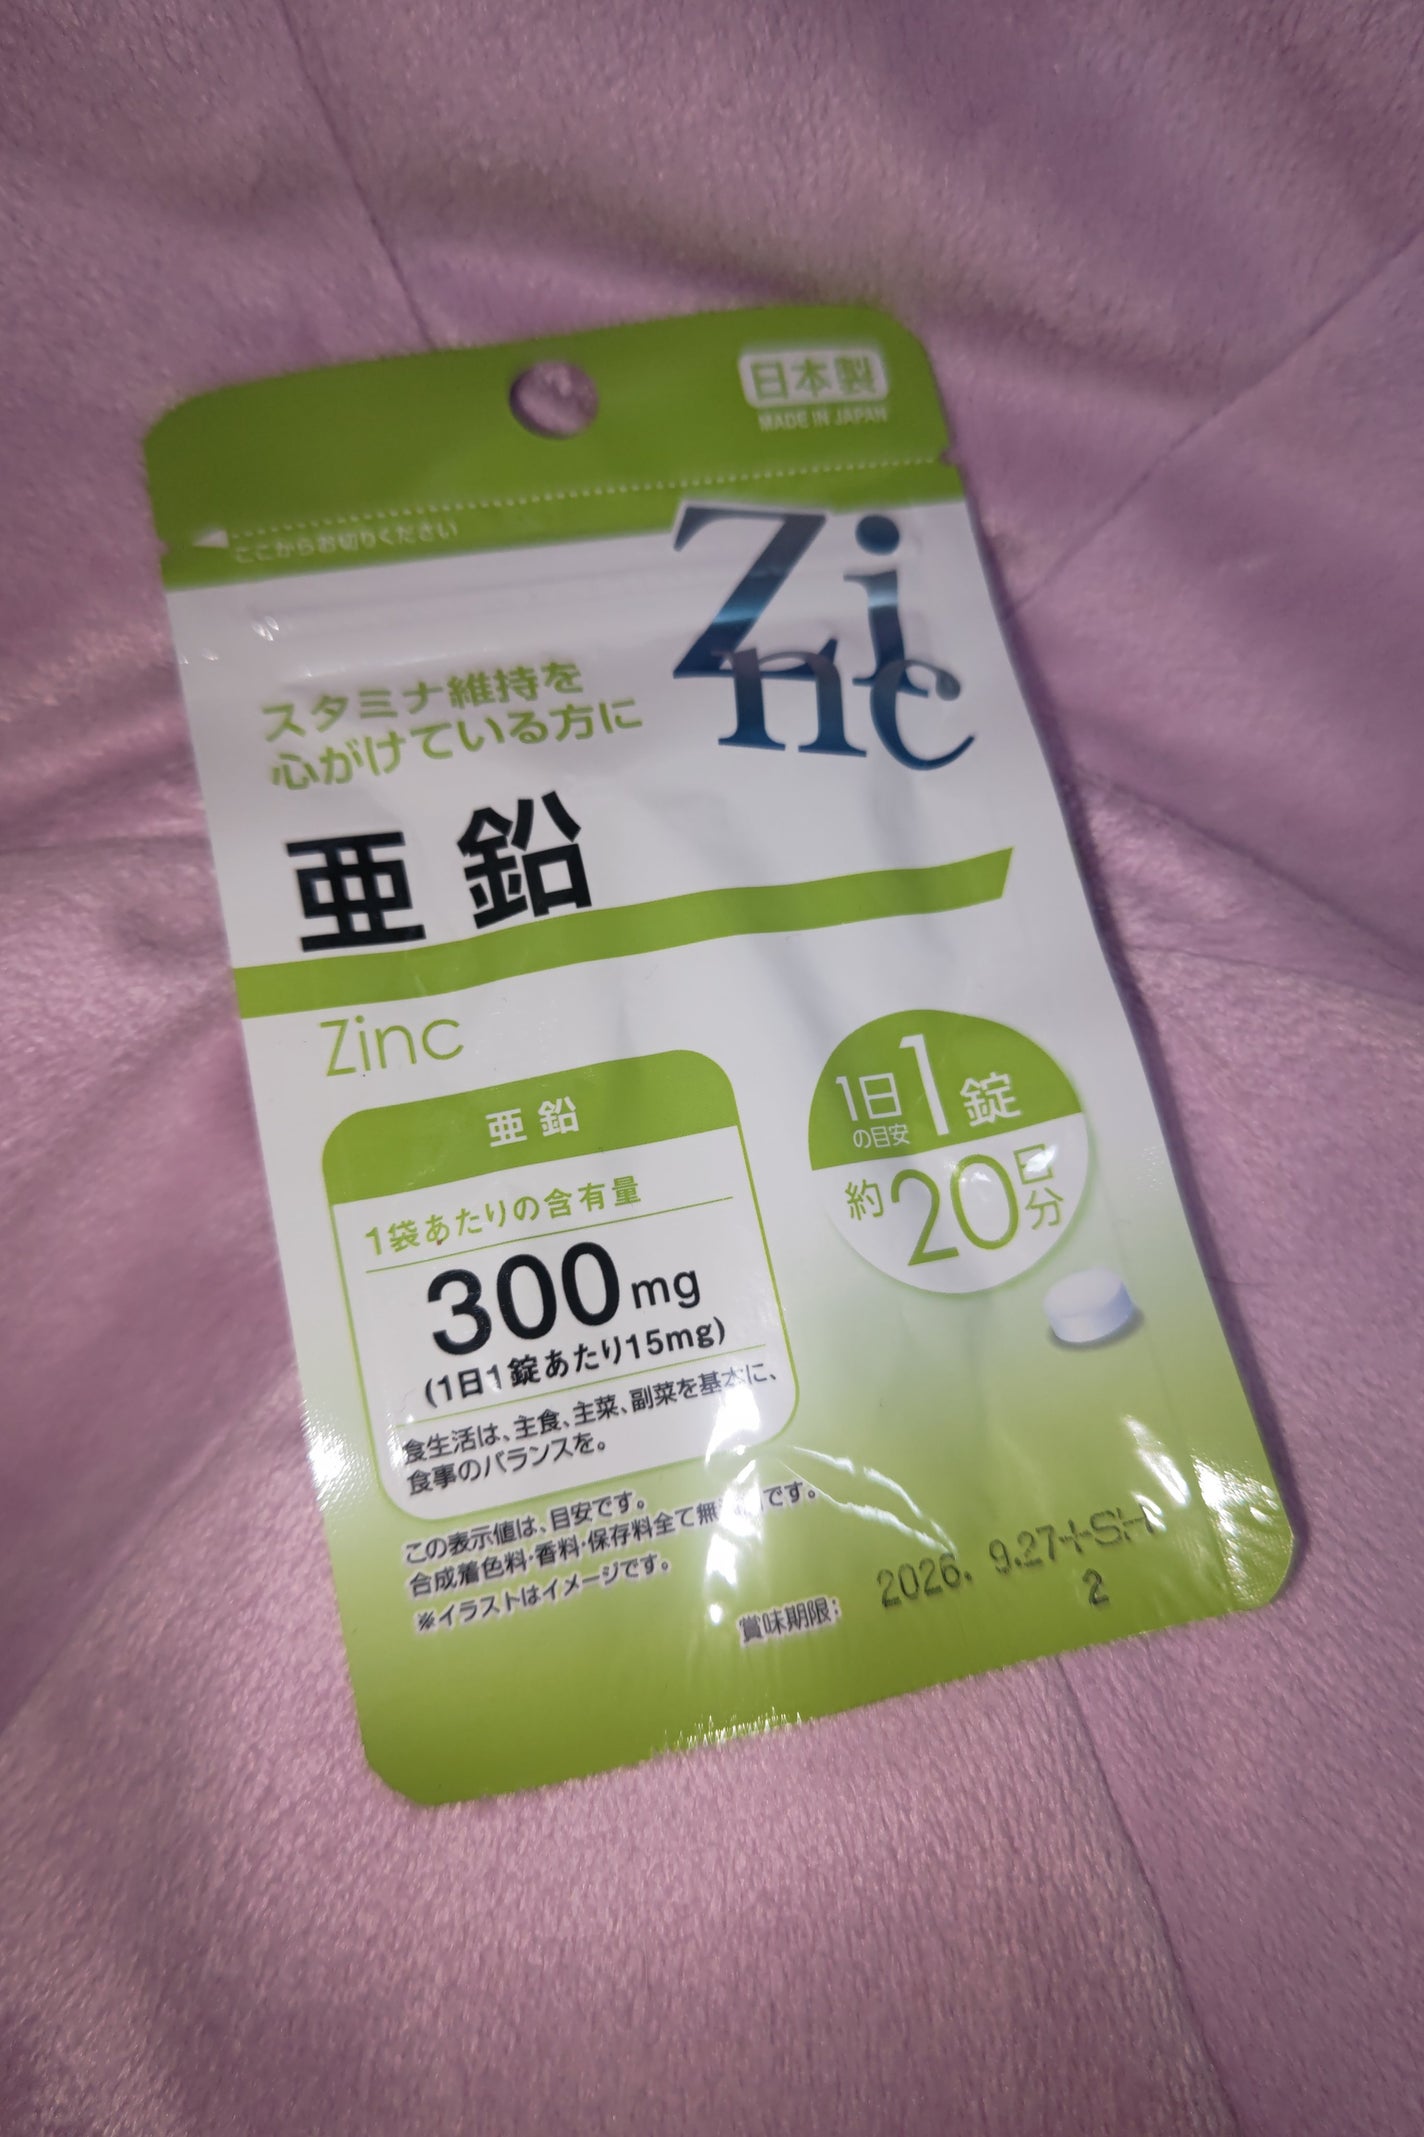 日本製
MADE IN JAPAN
ここからお切りください
Zinc
スタミナ維持を
心がけている方に
亜鉛
Zinc
亜鉛
1袋あたりの含有量
300mg
(1日1錠あたり15mg)
食生活は、主食、主菜、副菜を基本に、
食事のバランスを。
1日の目安1錠
約20日分
この表示値は、目安です。
合成着色料・香料・保存料全て無添加です。
※イラストはイメージです。
賞味期限:
2026. 9.27+SH
2